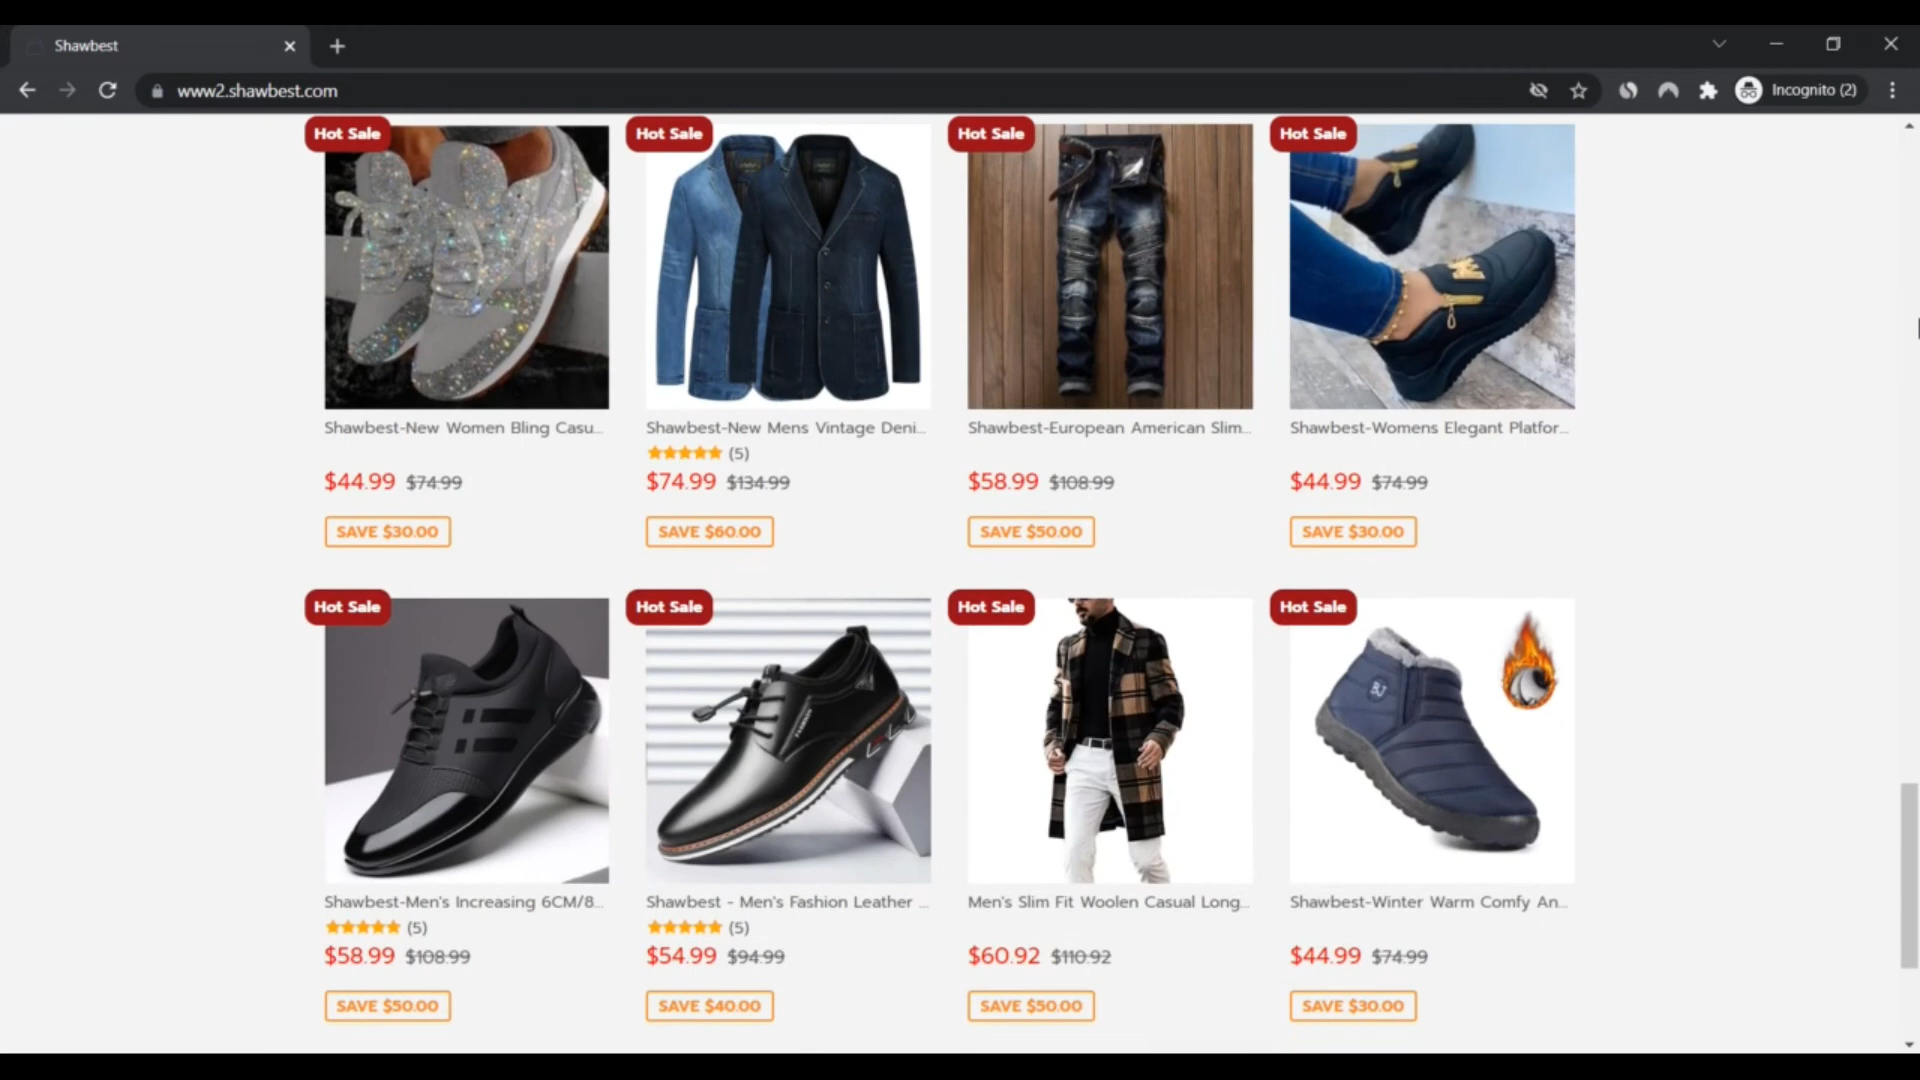 Shawbest
www2.shawbest.com
Incognito (2)
Hot Sale
Hot Sale
Hot Sale
Hot Sale
Shawbest-New Women Bling Casu...
Shawbest-New Mens Vintage Deni...
Shawbest-European American Slim...
Shawbest-Womens Elegant Platfor...
(5)
$44.99 $74.99
$74.99 $134.99
$58.99 $108.99
$44.99 $74.99
SAVE $30.00
SAVE $60.00
SAVE $50.00
SAVE $30.00
Hot Sale
Hot Sale
Hot Sale
Hot Sale
BJ
Shawbest-Men's Increasing 6CM/8...
Shawbest - Men's Fashion Leather ...
Men's Slim Fit Woolen Casual Long...
Shawbest-Winter Warm Comfy An...
(5)
(5)
$58.99 $108.99
$54.99 $94.99
$60.92 $110.92
$44.99 $74.99
SAVE $50.00
SAVE $40.00
SAVE $50.00
SAVE $30.00